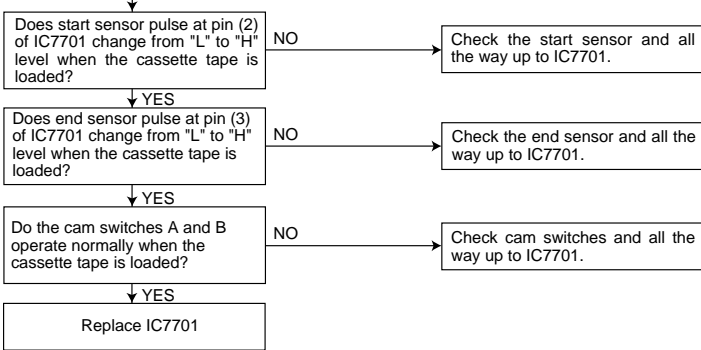 Does start sensor pulse at pin (2)
of IC7701 change from "L" to "H"
level when the cassette tape is
loaded?
NO
Check the start sensor and all
the way up to IC7701.
YES
Does end sensor pulse at pin (3)
of IC7701 change from "L" to "H"
level when the cassette tape is
loaded?
NO
Check the end sensor and all the
way up to IC7701.
YES
Do the cam switches A and B
operate normally when the
cassette tape is loaded?
NO
Check cam switches and all the
way up to IC7701.
YES
Replace IC7701